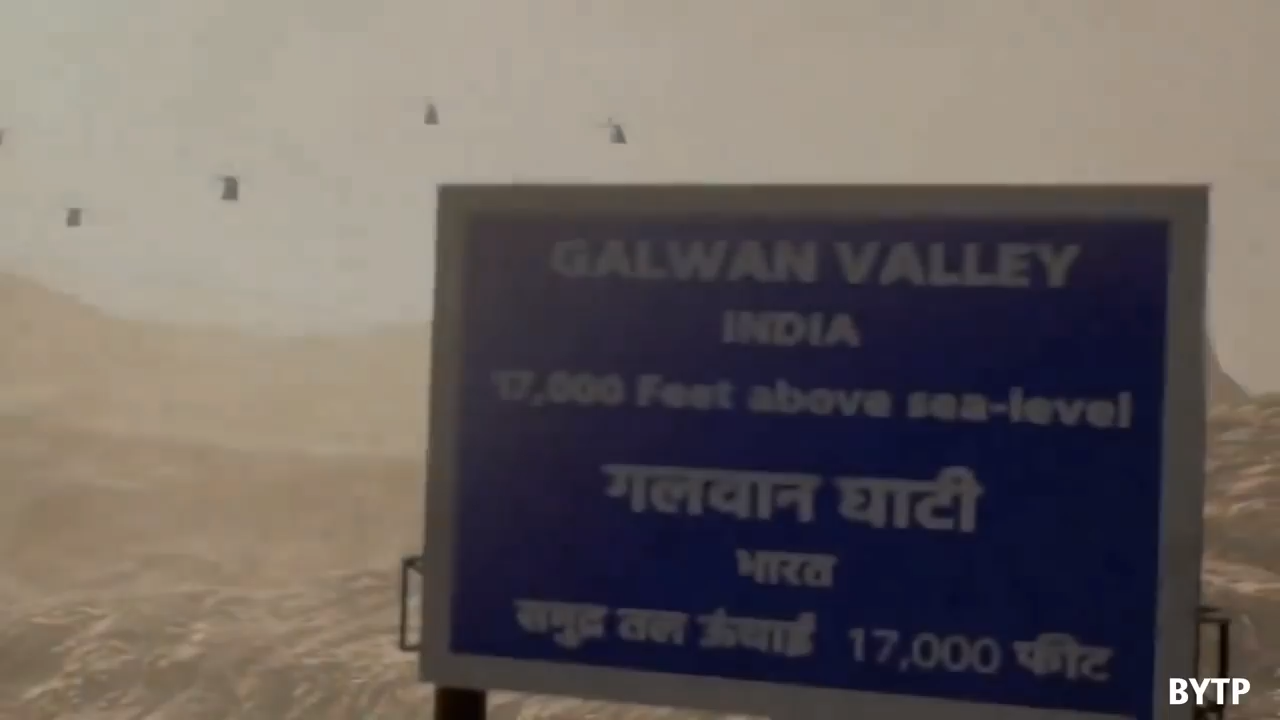 GALWAN VALLEY
INDIA
17,000 Feet above sea-level
गलवान घाटी
भारत
समुद्र तल ऊंचाई 17,000 फीट
BYTP